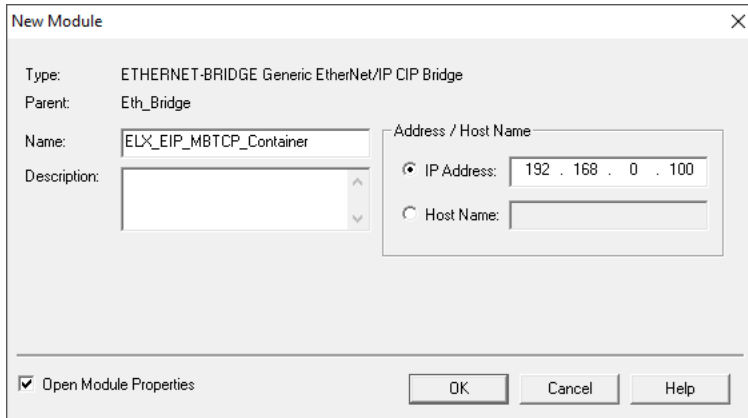 New Module
Type: ETHERNET-BRIDGE Generic EtherNet/IP CIP Bridge
Parent: Eth_Bridge
Name: ELX_EIP_MBTCP_Container
Description:
Address / Host Name
IP Address: 192 . 168 . 0 . 100
Host Name:
Open Module Properties
OK Cancel Help